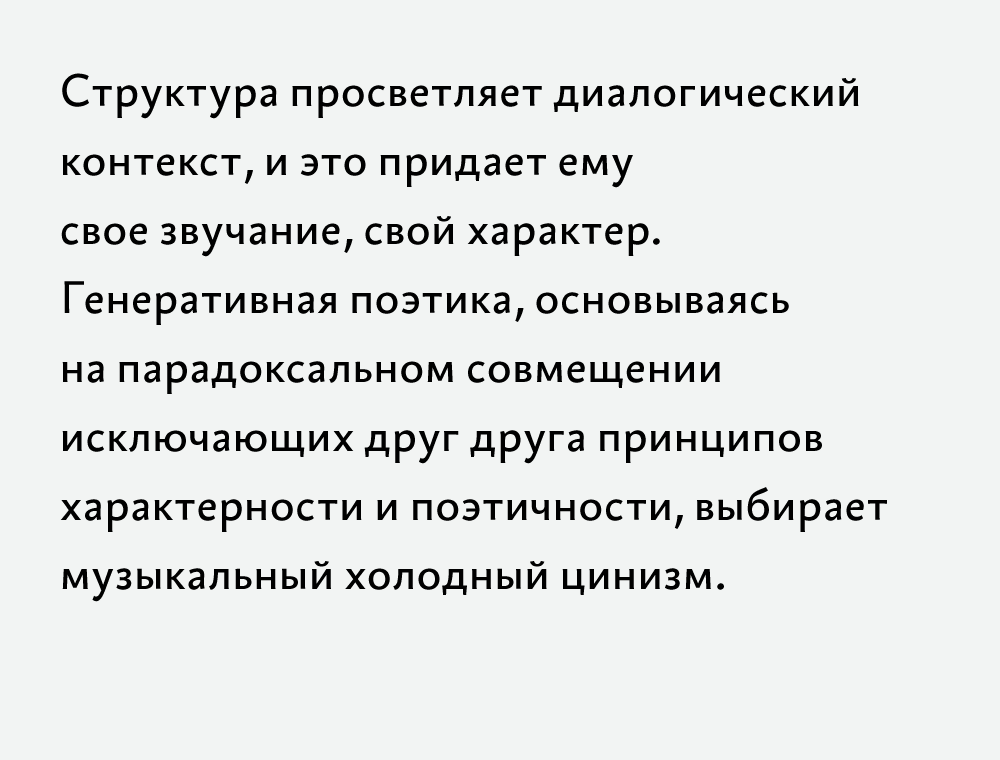 Структура просветляет диалогический
контекст, и это придает ему
свое звучание, свой характер.
Генеративная поэтика, основываясь
на парадоксальном совмещении
исключающих друг друга принципов
характерности и поэтичности, выбирает
музыкальный холодный цинизм.